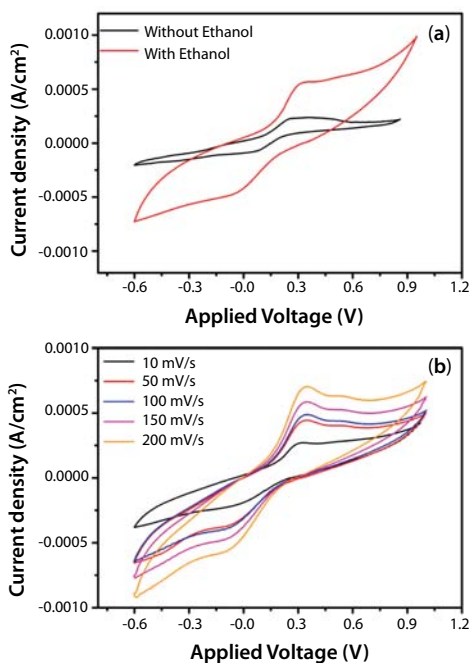 (a)
Without Ethanol
With Ethanol
Current density (A/cm²)
0.0010
0.0005
0.0000
-0.0005
-0.0010
-0.6 -0.3 -0.0 0.3 0.6 0.9 1.2
Applied Voltage (V)
(b)
10 mV/s
50 mV/s
100 mV/s
150 mV/s
200 mV/s
Current density (A/cm²)
0.0010
0.0005
0.0000
-0.0005
-0.0010
-0.6 -0.3 -0.0 0.3 0.6 0.9 1.2
Applied Voltage (V)